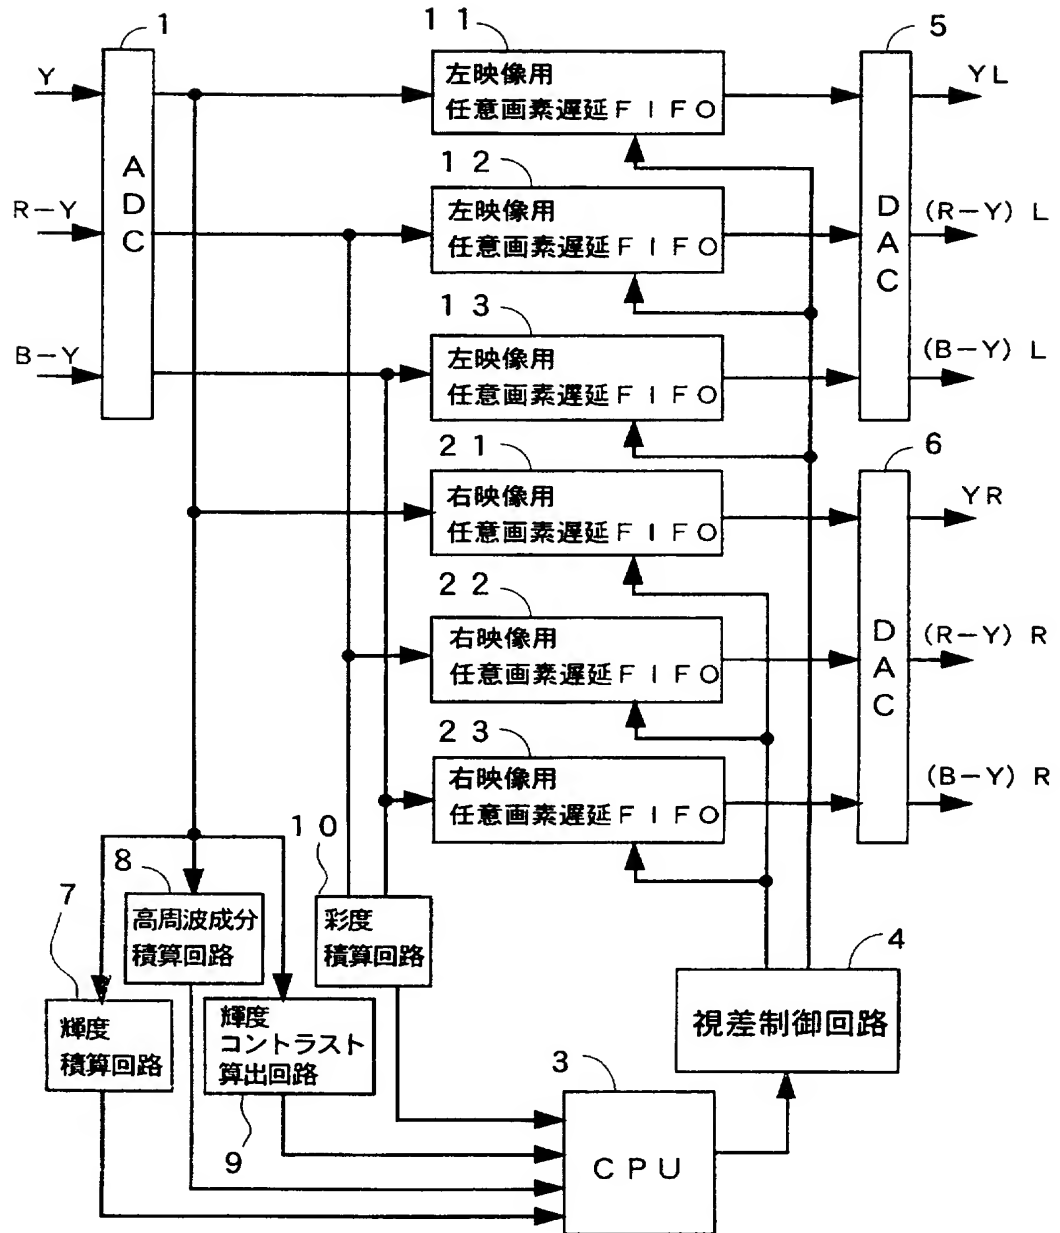 1
Y
R-Y
B-Y
ADC
11
左映像用
任意画素遅延FIFO
12
左映像用
任意画素遅延FIFO
13
左映像用
任意画素遅延FIFO
21
右映像用
任意画素遅延FIFO
22
右映像用
任意画素遅延FIFO
23
右映像用
任意画素遅延FIFO
5
DAC
YL
(R-Y) L
(B-Y) L
6
DAC
YR
(R-Y) R
(B-Y) R
7
輝度
積算回路
8
高周波成分
積算回路
輝度
コントラスト
算出回路
9
10
彩度
積算回路
3
CPU
4
視差制御回路